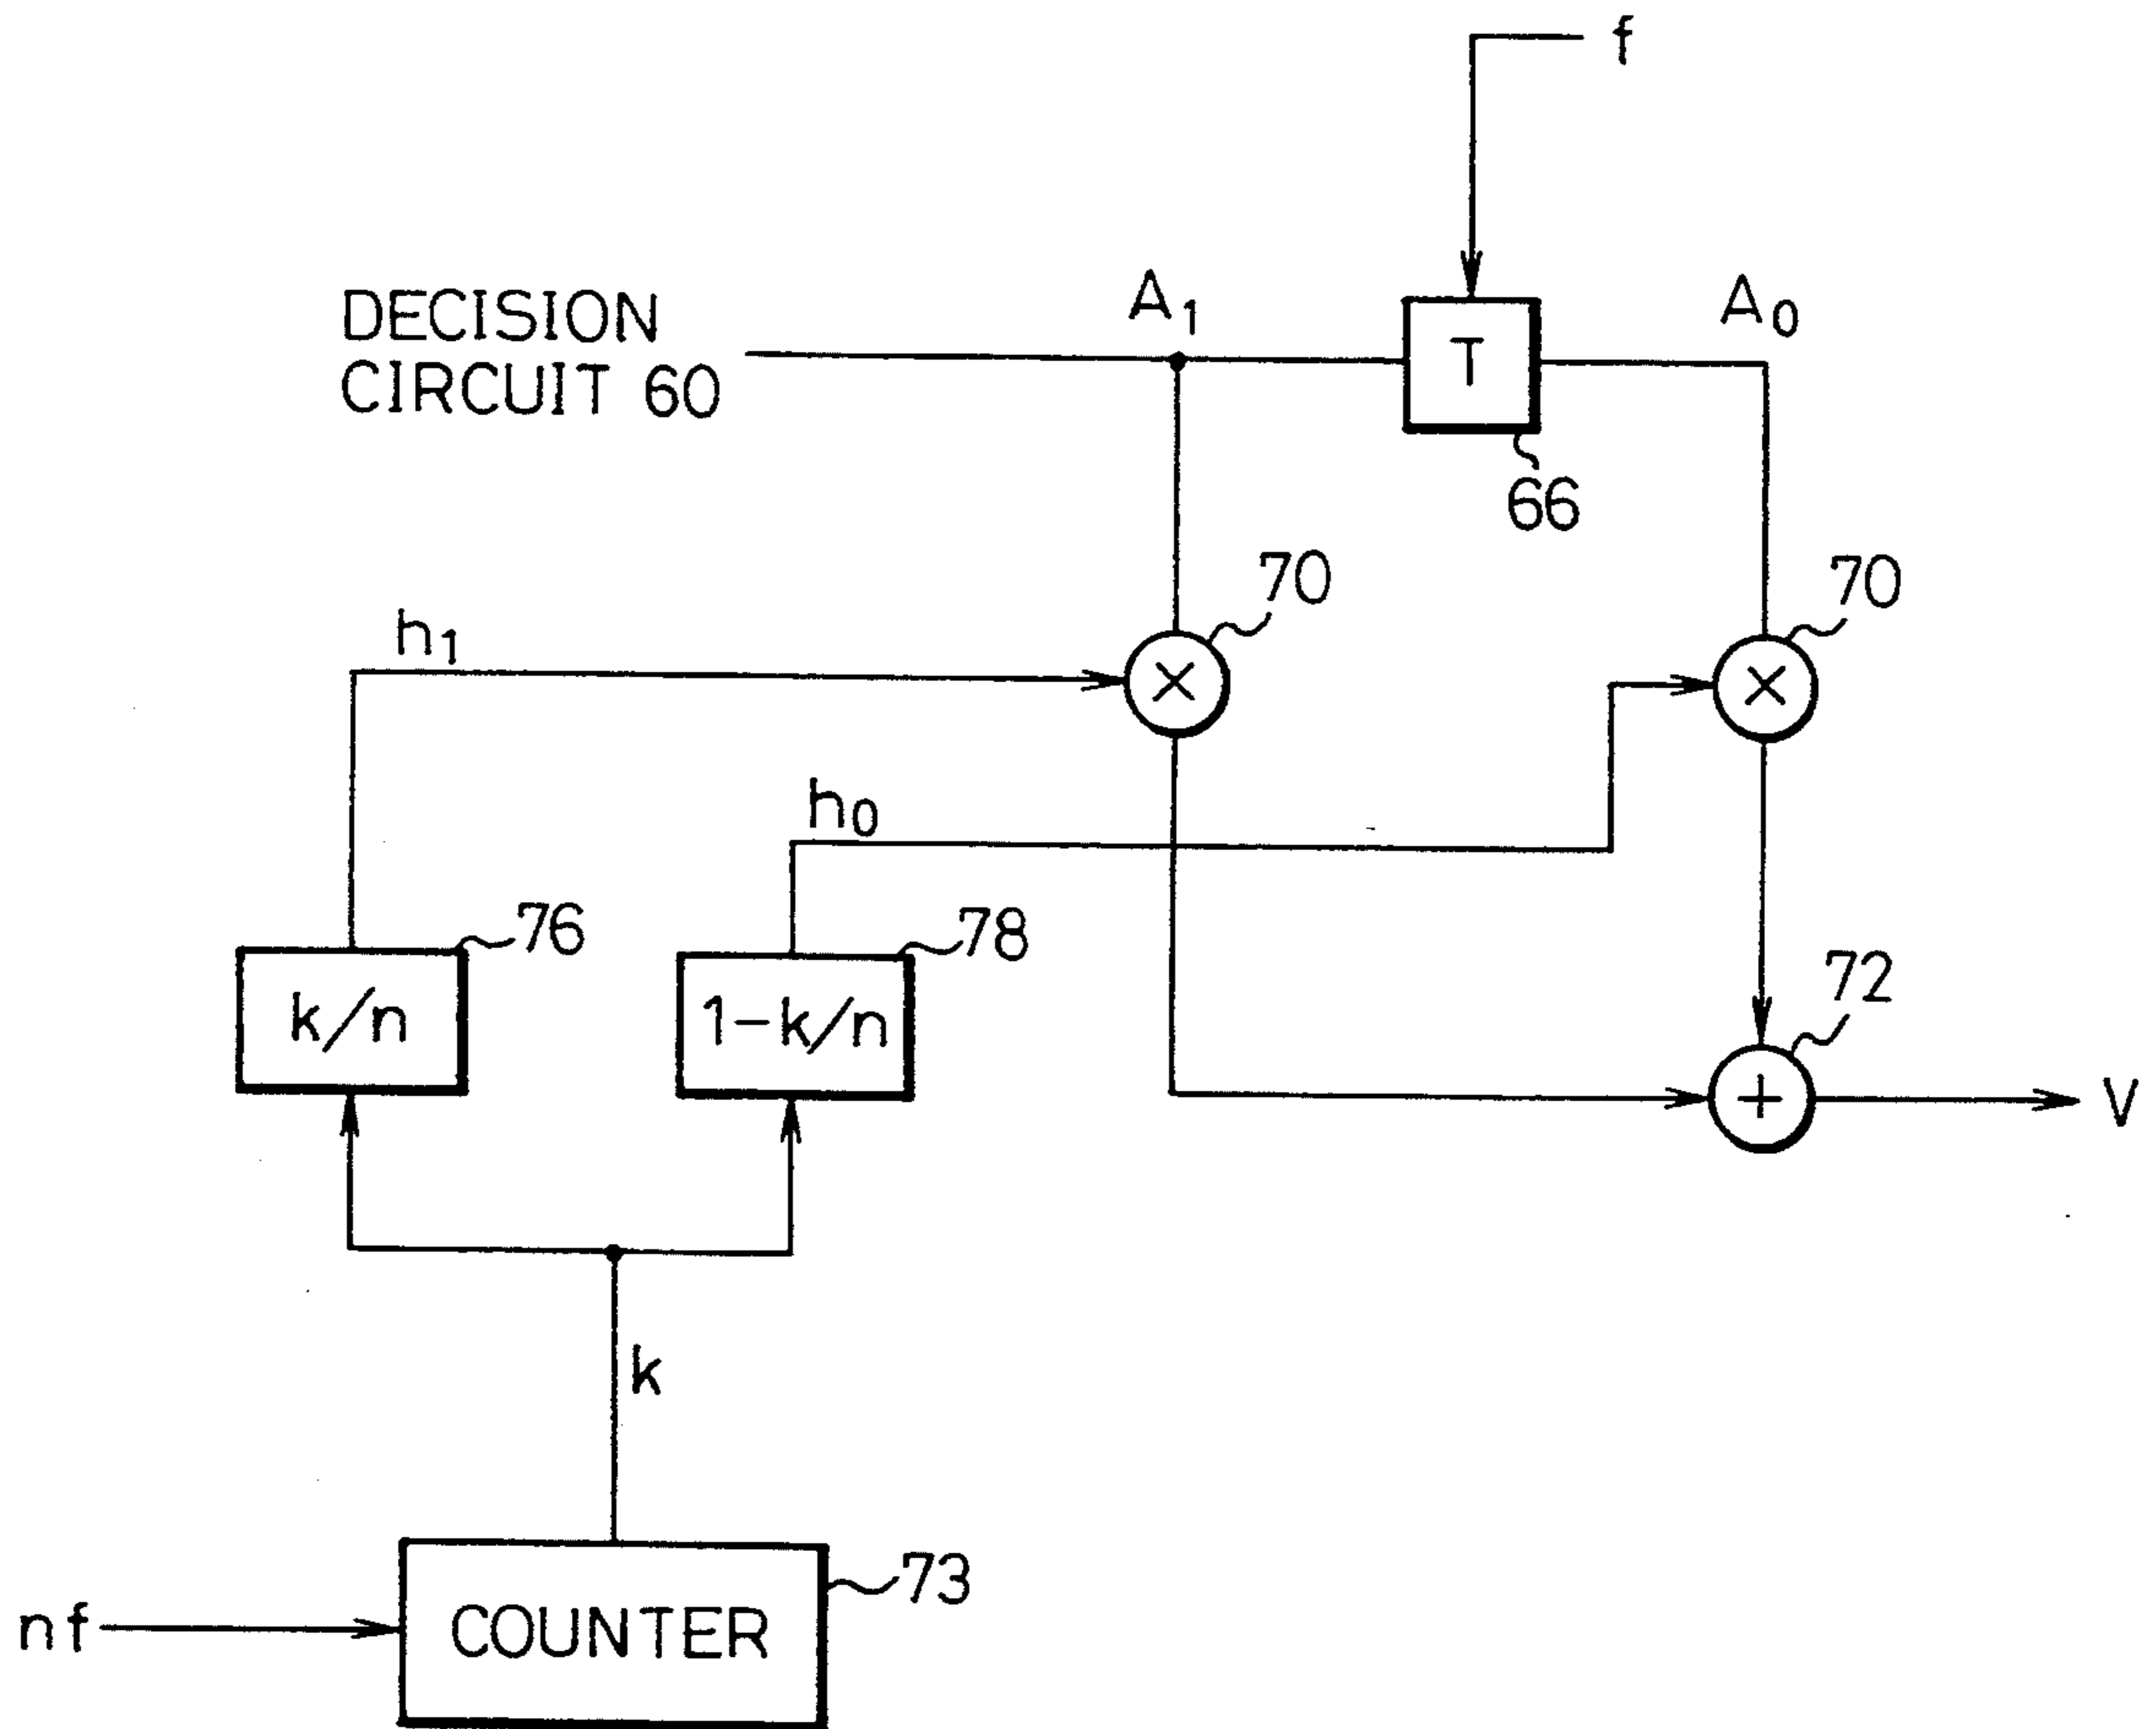 f
DECISION
CIRCUIT 60
A1
T
A0
66
70
70
h1
h0
76
78
k/n
1-k/n
72
+
V
k
73
nf
COUNTER